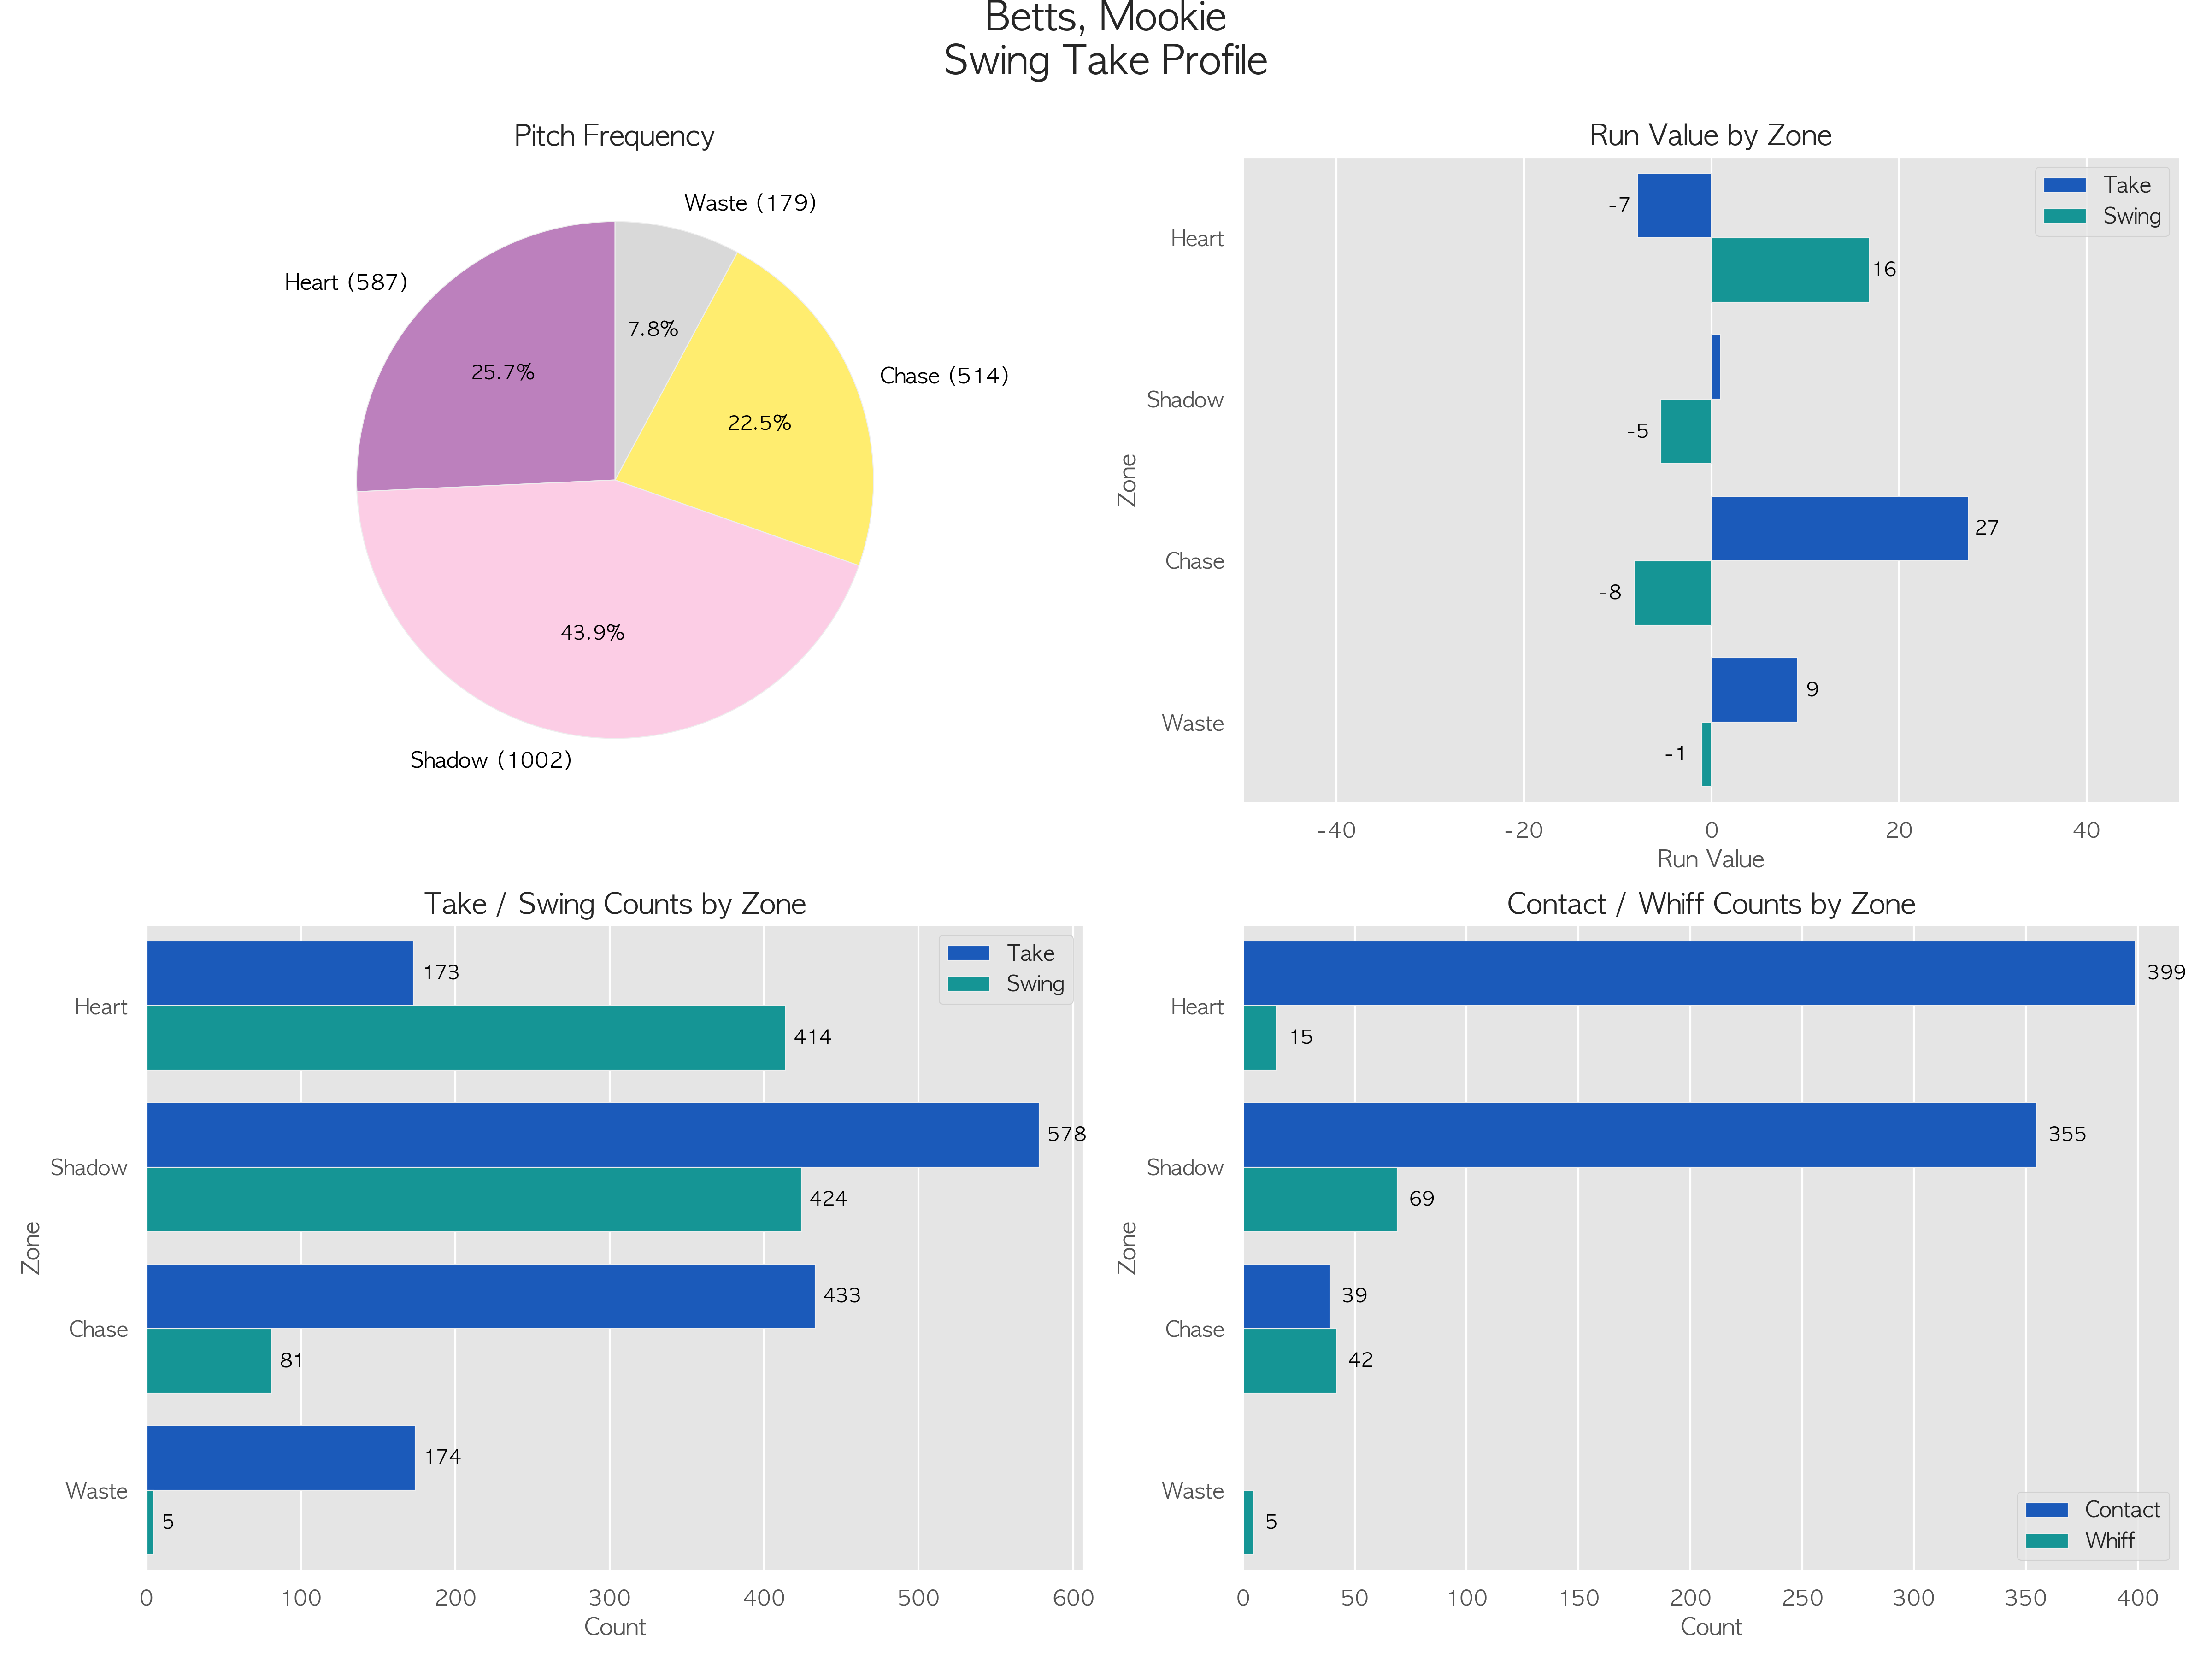 Betts, Mookie
Swing Take Profile
Pitch Frequency
Waste (179)
Heart (587)
7.8%
25.7%
Chase (514)
22.5%
43.9%
Shadow (1002)
Run Value by Zone
Take
Swing
-7
Heart
16
Shadow
-5
Zone
27
Chase
-8
9
Waste
-1
-40 -20 0 20 40
Run Value
Take / Swing Counts by Zone
Take
Swing
173
Heart
414
578
Shadow
424
Zone
433
Chase
81
174
Waste
5
0 100 200 300 400 500 600
Count
Contact / Whiff Counts by Zone
399
Heart
15
355
Shadow
69
Zone
39
Chase
42
Waste
5
Contact
Whiff
0 50 100 150 200 250 300 350 400
Count